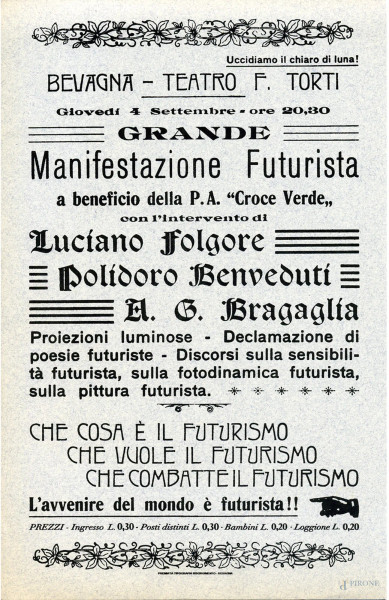 Uccidiamo il chiaro di luna!
BEVAGNA - TEATRO F. TORTI
Giovedì 4 Settembre - ore 20,30
GRANDE
Manifestazione Futurista
a beneficio della P. A. “Croce Verde„
con l'intervento di
Luciano Folgore
Polidoro Benveduti
A. G. Bragaglia
Proiezioni luminose - Declamazione di
poesie futuriste - Discorsi sulla sensibili-
tà futurista, sulla fotodinamica futurista,
sulla pittura futurista.
CHE COSA È IL FUTURISMO
CHE VUOLE IL FUTURISMO
CHE COMBATTE IL FUTURISMO
L'avvenire del mondo è futurista!!
PREZZI - Ingresso L. 0,30 - Posti distinti L. 0,30 - Bambini L. 0,20 - Loggione L. 0,20
PIRONE